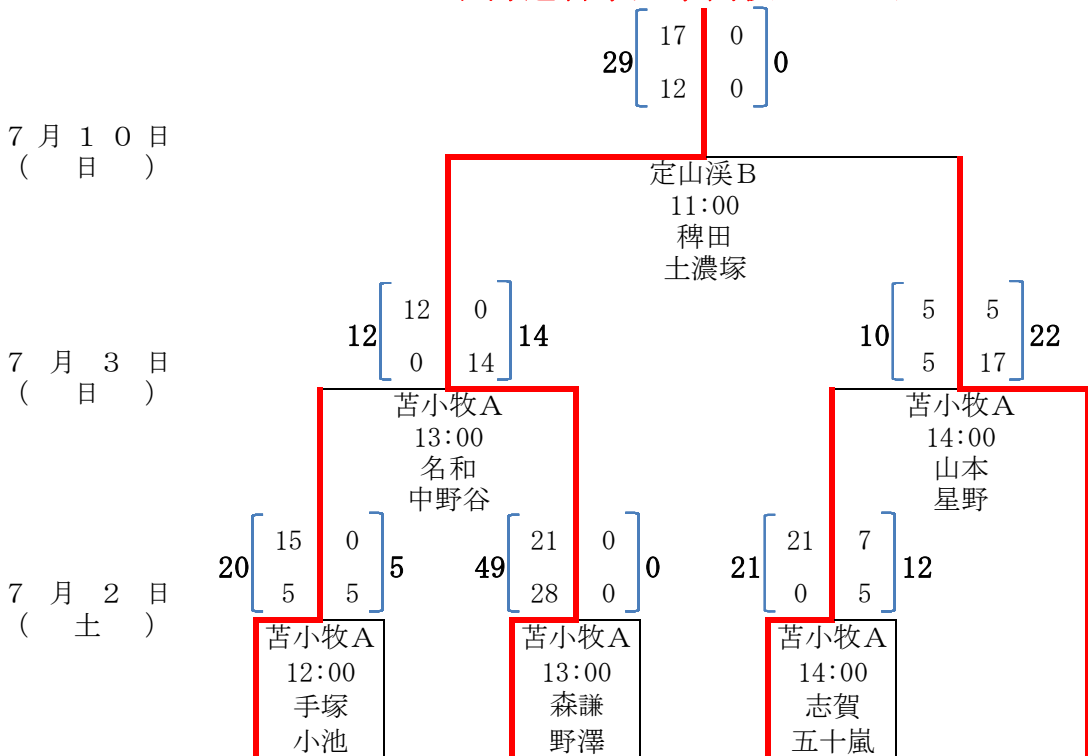 17 0
29 0
12 0
7月10日
(日)
定山渓B
11:00
稗田
土濃塚
12 0
12 14
0 14
5 5
10 22
5 17
7月3日
(日)
苫小牧A
13:00
名和
中野谷
苫小牧A
14:00
山本
星野
15 0
20 5
5 5
21 0
49 0
28 0
21 7
21 12
0 5
7月2日
(土)
苫小牧A
12:00
手塚
小池
苫小牧A
13:00
森謙
野澤
苫小牧A
14:00
志賀
五十嵐